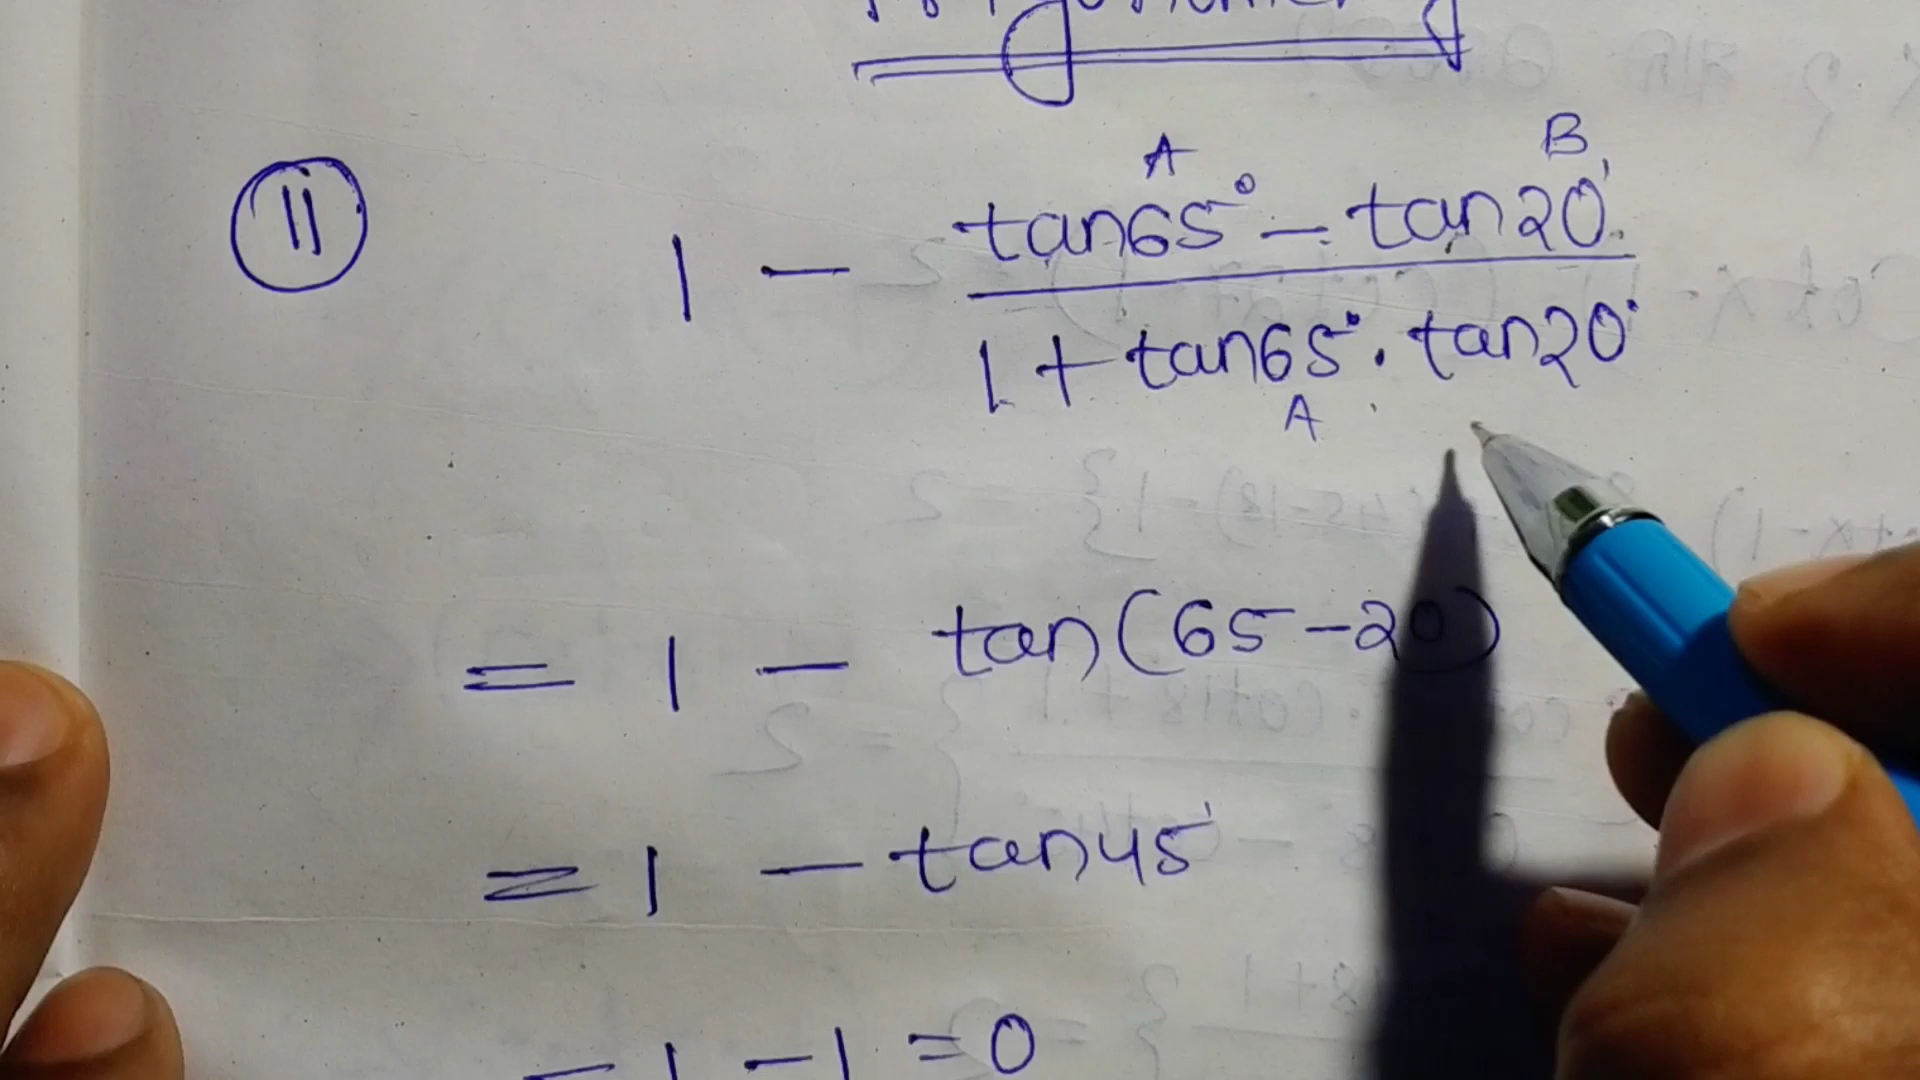 11
A B
1 - tan65° - tan20°
1 + tan65° . tan20°
A
= 1 - tan(65-20)
= 1 - tan45°
= 1 - 1 = 0